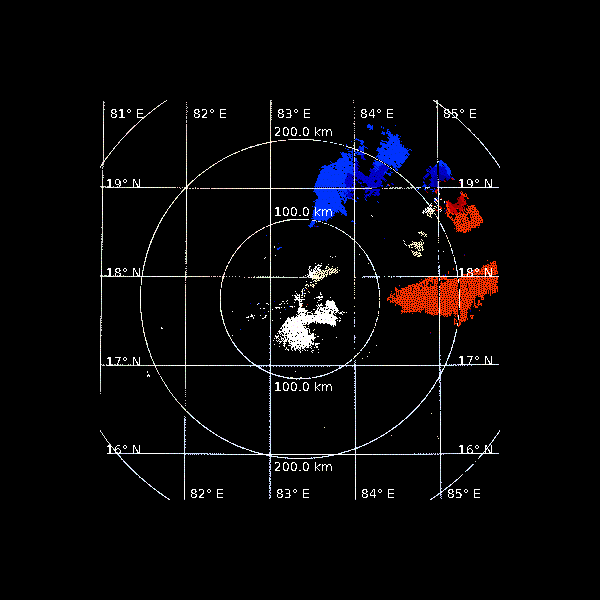 81° E 82° E 83° E 84° E 85° E
200.0 km
19° N 19° N
100.0 km
18° N 18° N
17° N 17° N
100.0 km
16° N 16° N
200.0 km
82° E 83° E 84° E 85° E